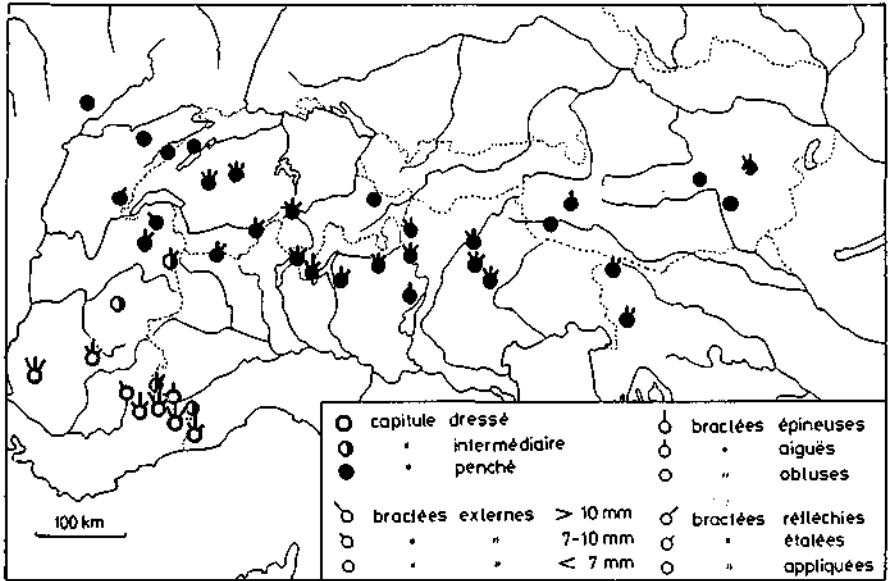 capitule dressé
" intermédiaire
" penché
bractées externes > 10 mm
" " 7-10 mm
" " < 7 mm
bractées épineuses
" aiguës
" obtuses
bractées réfléchies
" étalées
" appliquées
100 km